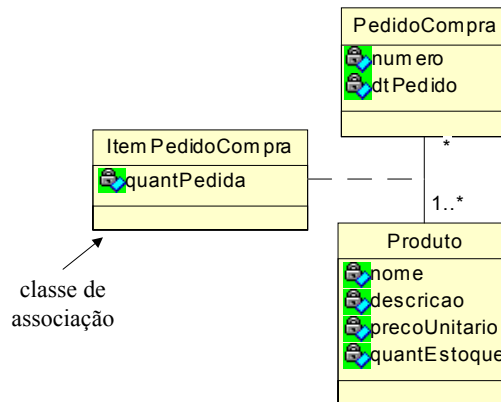 PedidoCompra
numero
dtPedido
*
ItemPedidoCompra
quantPedida
1..*
Produto
nome
descricao
precoUnitario
quantEstoque
classe de
associação